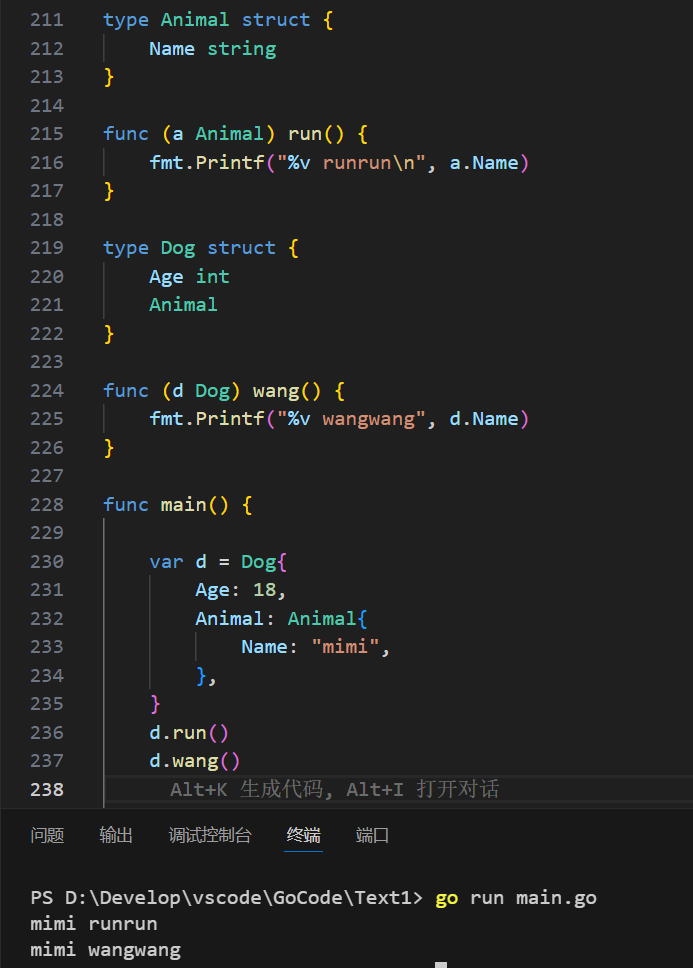 211 type Animal struct {
212     Name string
213 }
214
215 func (a Animal) run() {
216     fmt.Printf("%v runrun\n", a.Name)
217 }
218
219 type Dog struct {
220     Age int
221     Animal
222 }
223
224 func (d Dog) wang() {
225     fmt.Printf("%v wangwang", d.Name)
226 }
227
228 func main() {
229
230     var d = Dog{
231         Age: 18,
232         Animal: Animal{
233             Name: "mimi",
234         },
235     }
236     d.run()
237     d.wang()
238       Alt+K 生成代码, Alt+I 打开对话
问题 输出 调试控制台 终端 端口
PS D:\Develop\vscode\GoCode\Text1> go run main.go
mimi runrun
mimi wangwang